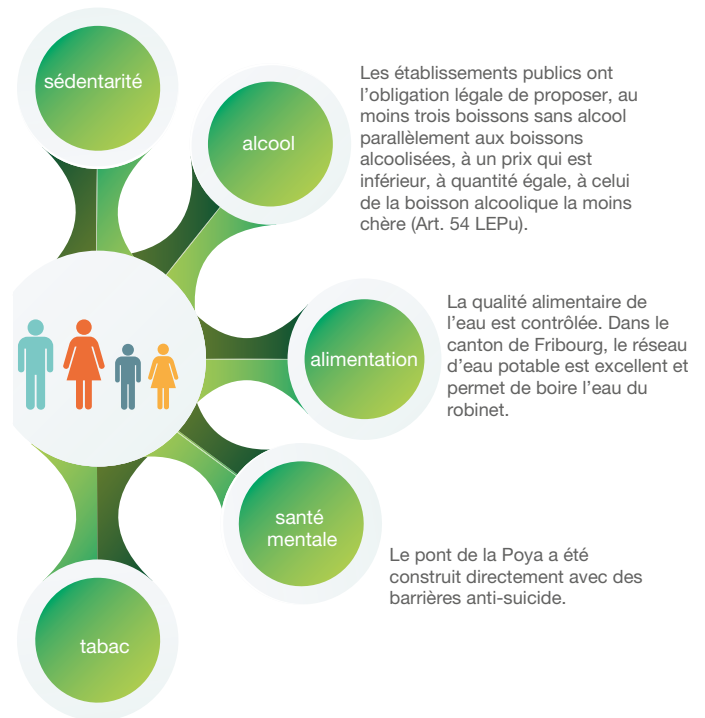 sédentarité
alcool
Les établissements publics ont
l'obligation légale de proposer, au
moins trois boissons sans alcool
parallèlement aux boissons
alcoolisées, à un prix qui est
inférieur, à quantité égale, à celui
de la boisson alcoolique la moins
chère (Art. 54 LEPu).
alimentation
La qualité alimentaire de
l'eau est contrôlée. Dans le
canton de Fribourg, le réseau
d'eau potable est excellent et
permet de boire l'eau du
robinet.
santé
mentale
Le pont de la Poya a été
construit directement avec des
barrières anti-suicide.
tabac